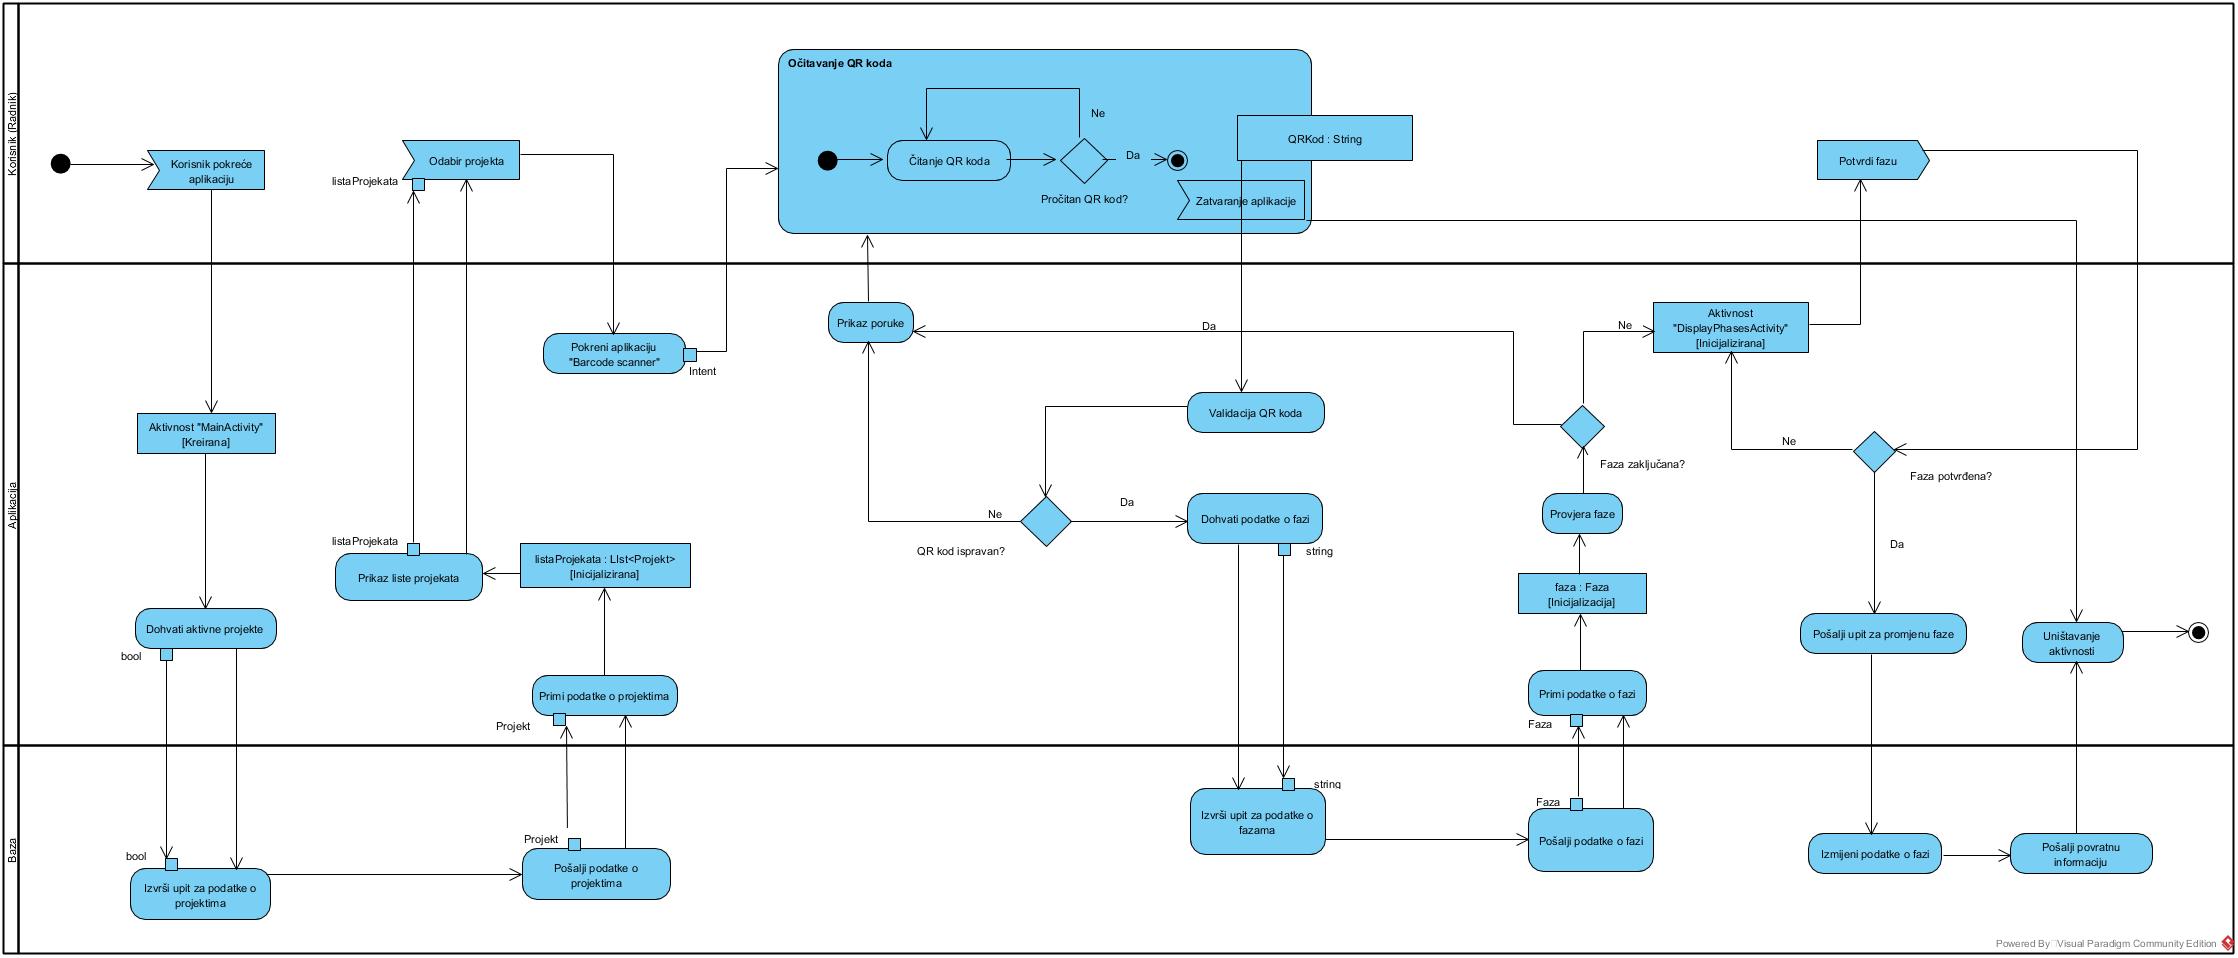 Korisnik (Radnik)
Korisnik pokreće
aplikaciju
listaProjekata
Odabir projekta
Očitavanje QR koda
Čitanje QR koda
Ne
Da
Pročitan QR kod?
QRKod : String
Zatvaranje aplikacije
Potvrdi fazu
Aplikacija
Aktivnost "MainActivity"
[Kreirana]
Dohvati aktivne projekte
bool
listaProjekata
Prikaz liste projekata
listaProjekata : LIst<Projekt>
[Inicijalizirana]
Primi podatke o projektima
Projekt
Pokreni aplikaciju
"Barcode scanner"
Intent
Prikaz poruke
Da
Validacija QR koda
Ne
Da
QR kod ispravan?
Dohvati podatke o fazi
string
Ne
Aktivnost
"DisplayPhasesActivity"
[Inicijalizirana]
Faza zaključana?
Provjera faze
faza : Faza
[Inicijalizacija]
Primi podatke o fazi
Faza
Ne
Faza potvrđena?
Da
Pošalji upit za promjenu faze
Uništavanje
aktivnosti
Baza
bool
Izvrši upit za podatke o
projektima
Projekt
Pošalji podatke o
projektima
string
Izvrši upit za podatke o
fazama
Faza
Pošalji podatke o fazi
Izmijeni podatke o fazi
Pošalji povratnu
informaciju
Powered By Visual Paradigm Community Edition